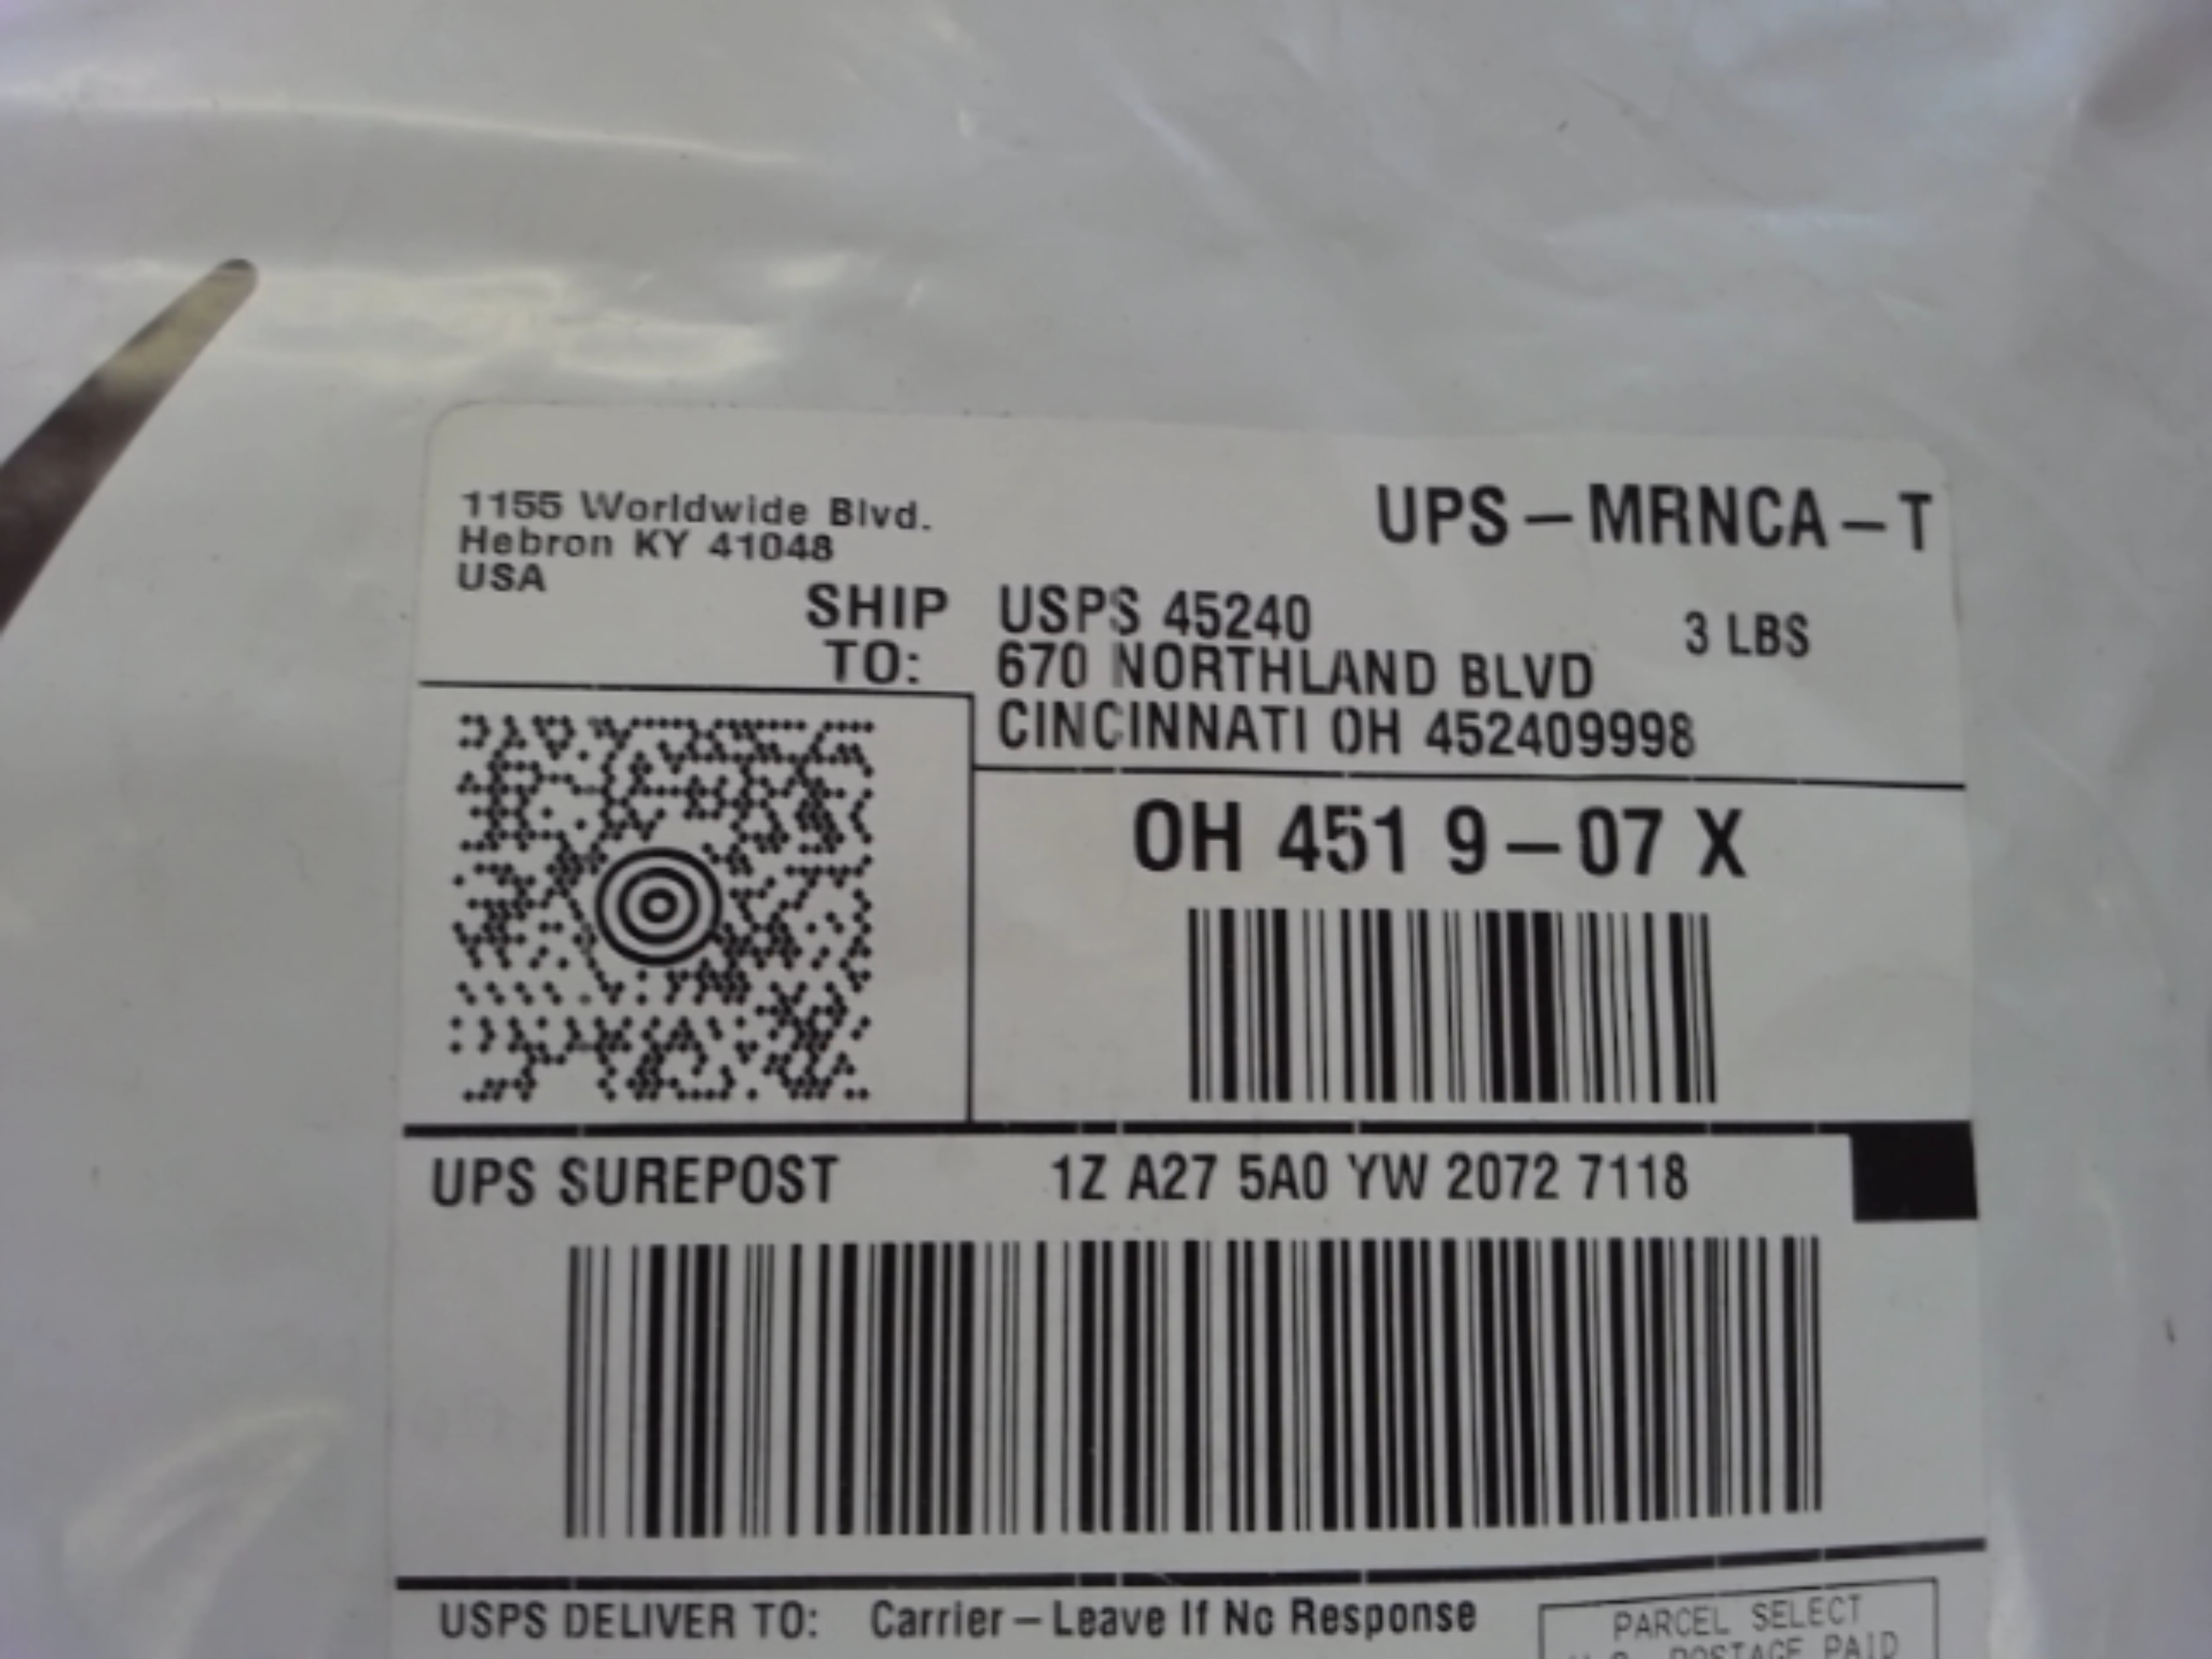 1155 Worldwide Blvd.
Hebron KY 41048
USA
UPS-MRNCA-T
3 LBS
SHIP TO:
USPS 45240
670 NORTHLAND BLVD
CINCINNATI OH 452409998
OH 451 9-07 X
UPS SUREPOST
1Z A27 5A0 YW 2072 7118
USPS DELIVER TO: Carrier-Leave If No Response
PARCEL SELECT
U.S. POSTAGE PAID